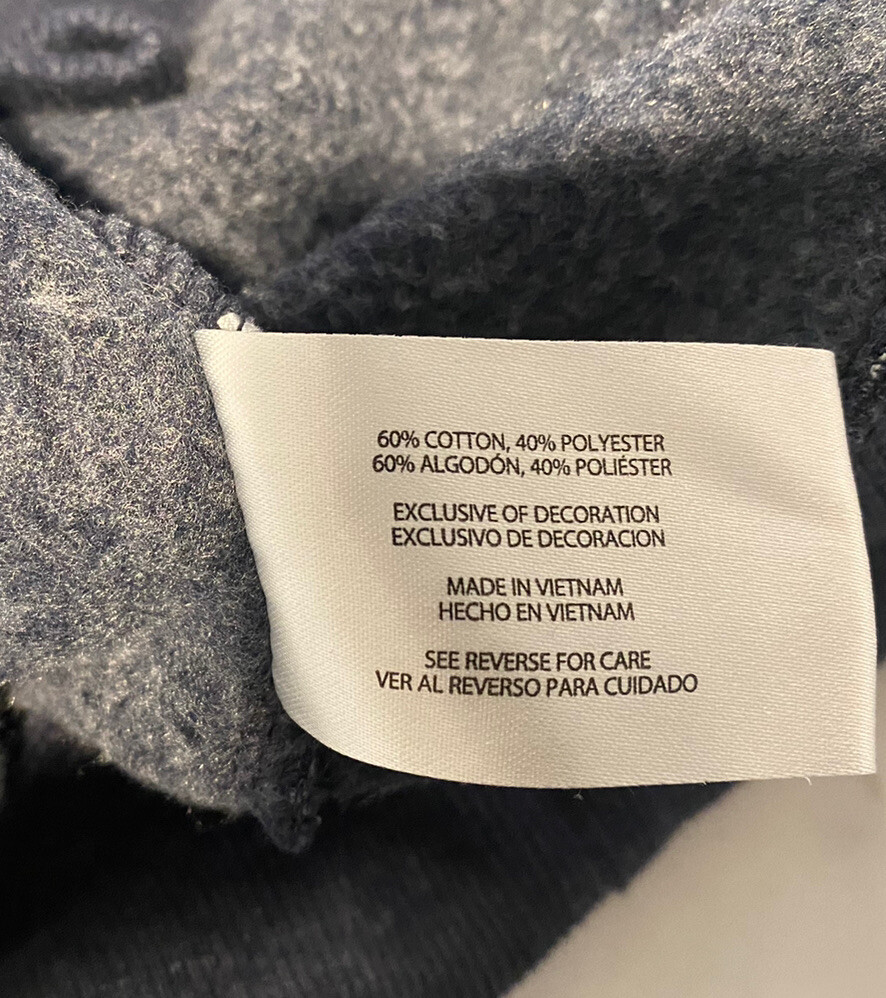 60% COTTON, 40% POLYESTER
60% ALGODÓN, 40% POLIÉSTER
EXCLUSIVE OF DECORATION
EXCLUSIVO DE DECORACION
MADE IN VIETNAM
HECHO EN VIETNAM
SEE REVERSE FOR CARE
VER AL REVERSO PARA CUIDADO